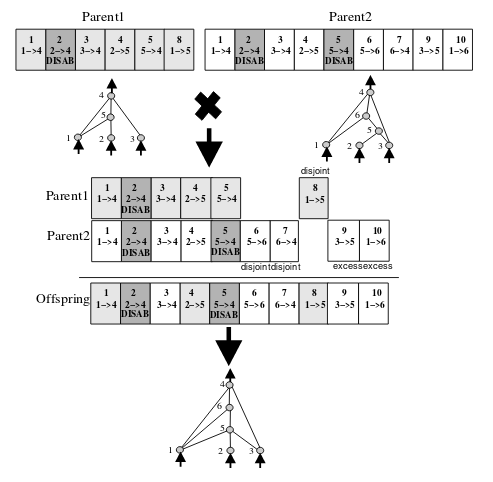 Parent1 Parent2
1 2 3 4 5 8 1 2 3 4 5 6 7 9 10
1->4 2->4 3->4 2->5 5->4 1->5 1->4 2->4 3->4 2->5 5->4 5->6 6->4 3->5 1->6
DISAB DISAB DISAB
4 4
5 6
5
1 2 3 1 2 3
disjoint
Parent1 1 2 3 4 5 8
1->4 2->4 3->4 2->5 5->4 1->5
DISAB
Parent2 1 2 3 4 5 6 7 9 10
1->4 2->4 3->4 2->5 5->4 5->6 6->4 3->5 1->6
DISAB DISAB
disjoint disjoint excess excess
Offspring 1 2 3 4 5 6 7 8 9 10
1->4 2->4 3->4 2->5 5->4 5->6 6->4 1->5 3->5 1->6
DISAB DISAB
4
6
5
1 2 3